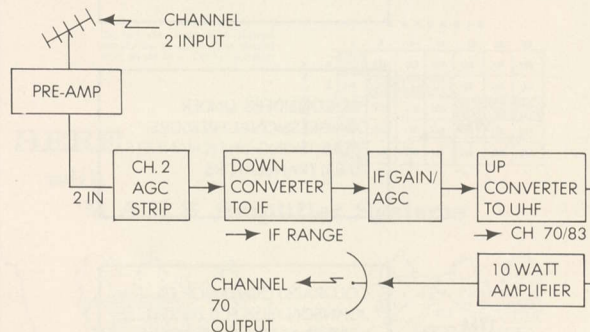 CHANNEL
2 INPUT
PRE-AMP
2 IN
CH. 2
AGC
STRIP
DOWN
CONVERTER
TO IF
IF GAIN/
AGC
UP
CONVERTER
TO UHF
IF RANGE
CH 70/83
CHANNEL
70
OUTPUT
10 WATT
AMPLIFIER